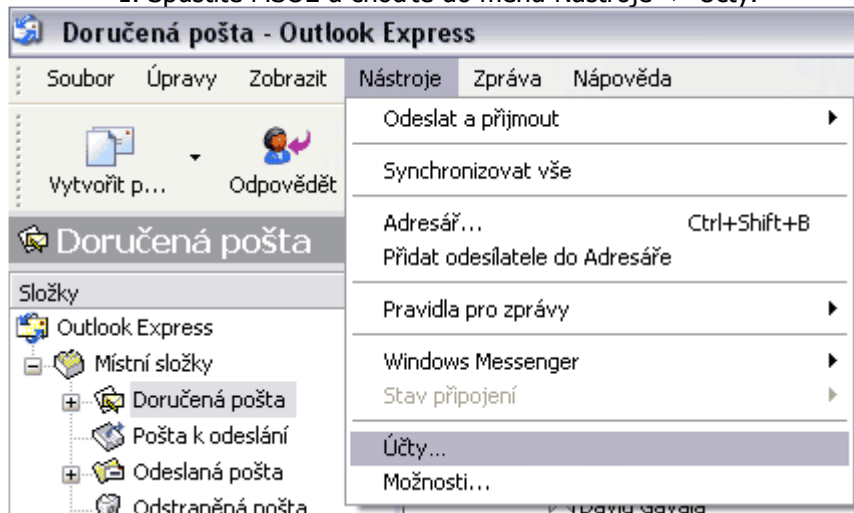 Doručená pošta - Outlook Express
Soubor Úpravy Zobrazit Nástroje Zpráva Nápověda
Vytvořit p... Odpovědět
Doručená pošta
Složky
Outlook Express
Místní složky
Doručená pošta
Pošta k odeslání
Odeslaná pošta
Odstraněná pošta
Odeslat a přijmout
Synchronizovat vše
Adresář... Ctrl+Shift+B
Přidat odesílatele do Adresáře
Pravidla pro zprávy
Windows Messenger
Stav připojení
Účty...
Možnosti...